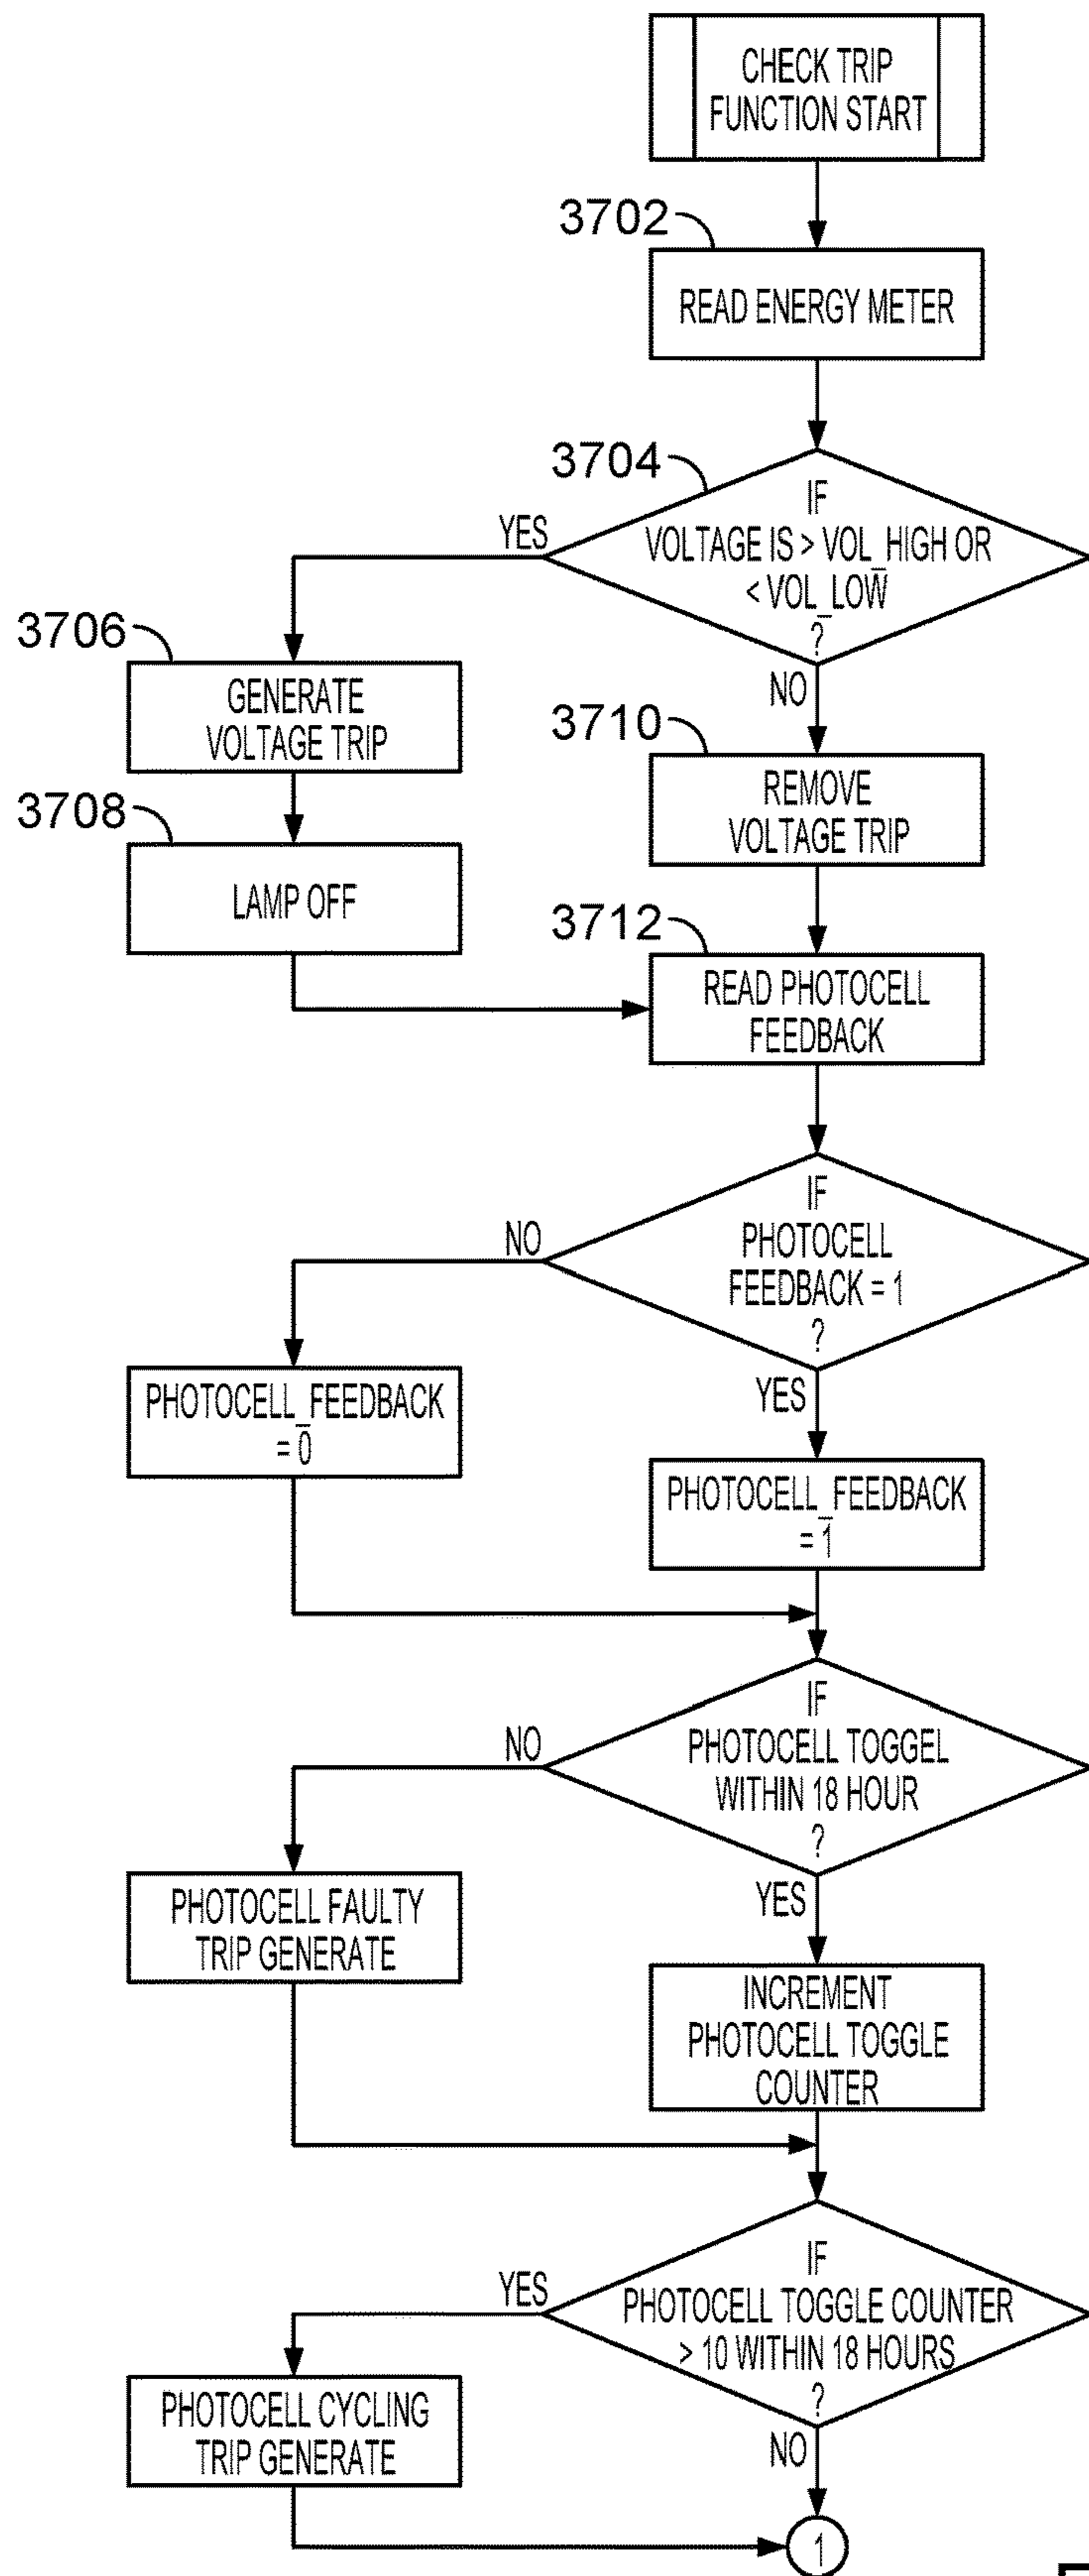 CHECK TRIP
FUNCTION START
3702
READ ENERGY METER
3704
IF
VOLTAGE IS > VOL_HIGH OR
< VOL_LOW
?
YES
NO
3706
GENERATE
VOLTAGE TRIP
3710
REMOVE
VOLTAGE TRIP
3708
LAMP OFF
3712
READ PHOTOCELL
FEEDBACK
IF
PHOTOCELL
FEEDBACK = 1
?
NO
YES
PHOTOCELL_FEEDBACK
= 0
PHOTOCELL_FEEDBACK
= 1
IF
PHOTOCELL TOGGEL
WITHIN 18 HOUR
?
NO
YES
PHOTOCELL FAULTY
TRIP GENERATE
INCREMENT
PHOTOCELL TOGGLE
COUNTER
IF
PHOTOCELL TOGGLE COUNTER
> 10 WITHIN 18 HOURS
?
YES
NO
PHOTOCELL CYCLING
TRIP GENERATE
1